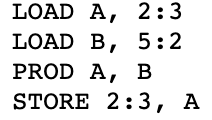 LOAD A, 2:3
LOAD B, 5:2
PROD A, B
STORE 2:3, A